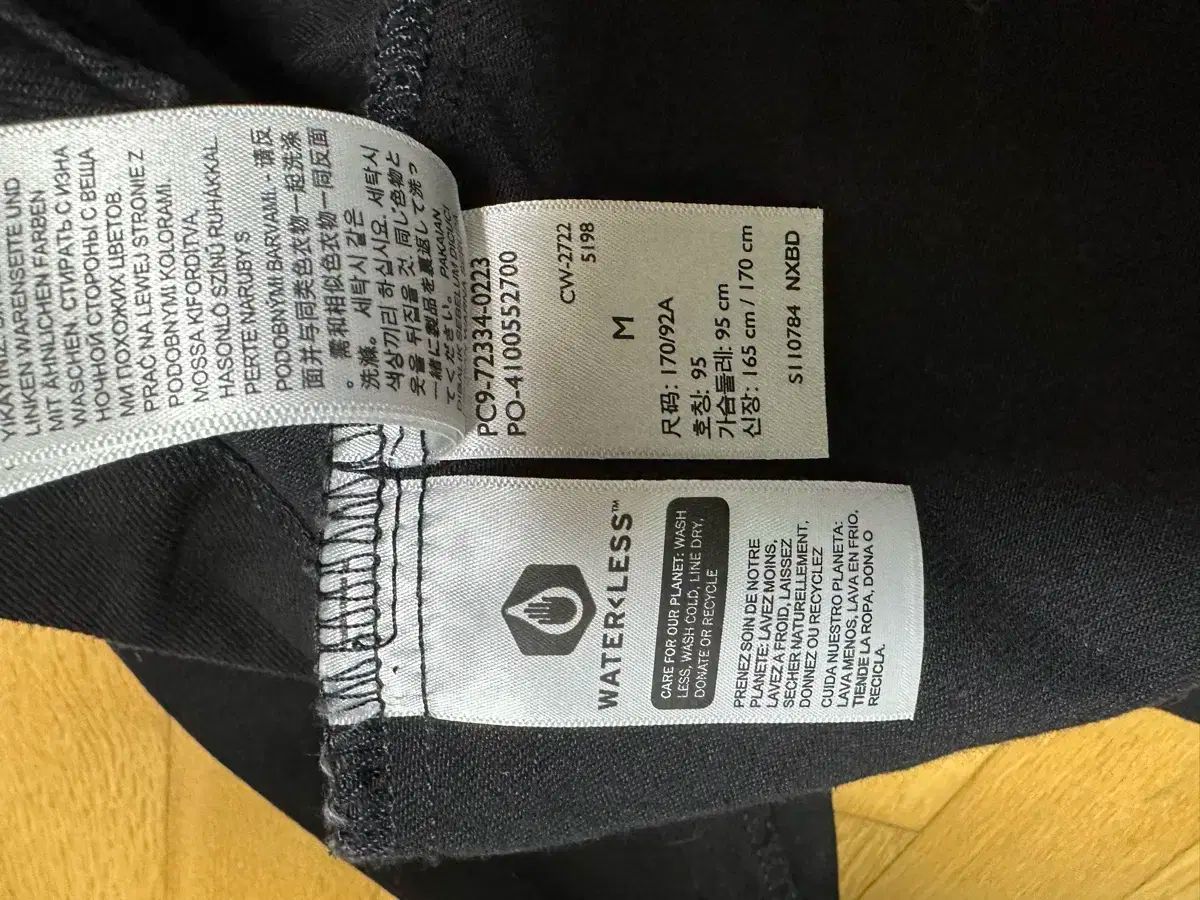 LINKEN WARENSEITE UND
MIT ÄHNLICHEN FARBEN
WASCHEN СТИРАТЬ С ИЗНА
НОЧНОЙ СТОРОНЫ С ВЕЩА
МИ ПОХОЖИХ ЦВЕТОВ.
PRAĆ NA LEWEJ STRONIE Z
PODOBNYMI KOLORAMI.
MOSSA KIFORDITVA,
HASONLÓ SZÍNŰ RUHÁKKAL.
PERTE NARUBY S
PODOBNÝMI BARVAMI. - 请反
面并与同类色衣物一起洗涤
。 需和相似色衣物一同反面
洗滌。 세탁시 같은
색상끼리 하십시요. 세탁시
옷을 뒤집을 것. 同じ色物と
一緒に製品を裏返して洗っ
てください。 PAKAIAN
PC9-72334-0223
PO-4100552700
CW-2722
5198
M
尺码: 170/92A
호칭: 95
가슴둘레: 95 cm
신장: 165 cm / 170 cm
S110784 NXBD
WATER<LESS™
CARE FOR OUR PLANET: WASH
LESS, WASH COLD, LINE DRY,
DONATE OR RECYCLE
PRENEZ SOIN DE NOTRE
PLANÈTE: LAVEZ MOINS,
LAVEZ À FROID, LAISSEZ
SÉCHER NATURELLEMENT,
DONNEZ OU RECYCLEZ
CUIDA NUESTRO PLANETA:
LAVA MENOS, LAVA EN FRIO,
TIENDE LA ROPA, DONA O
RECICLA.